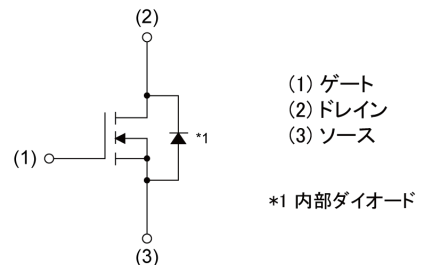 (2)
(1)
*1
(3)
(1) ゲート
(2) ドレイン
(3) ソース
*1 内部ダイオード